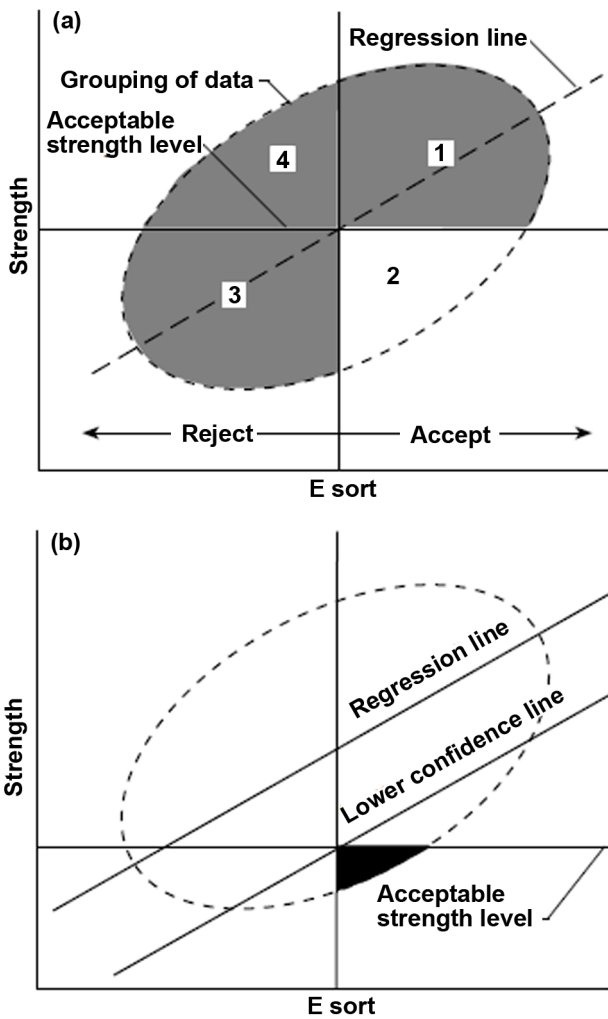 (a)
Regression line
Grouping of data
Acceptable
strength level
4
1
Strength
3
2
Reject
Accept
E sort
(b)
Regression line
Lower confidence line
Strength
Acceptable
strength level
E sort